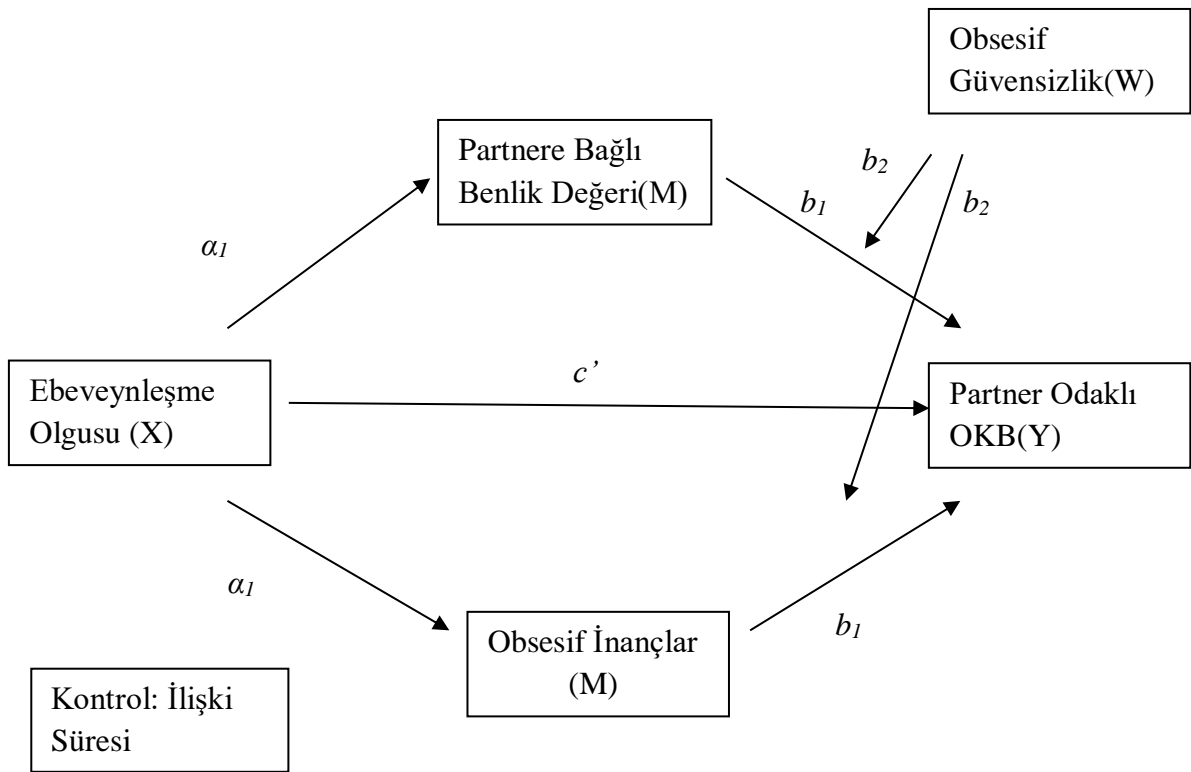 Obsesif
Güvensizlik(W)
Partnere Bağlı
Benlik Değeri(M)
b2
b1
b2
α1
Ebeveynleşme
Olgusu (X)
c’
Partner Odaklı
OKB(Y)
α1
Obsesif İnançlar
(M)
b1
Kontrol: İlişki
Süresi